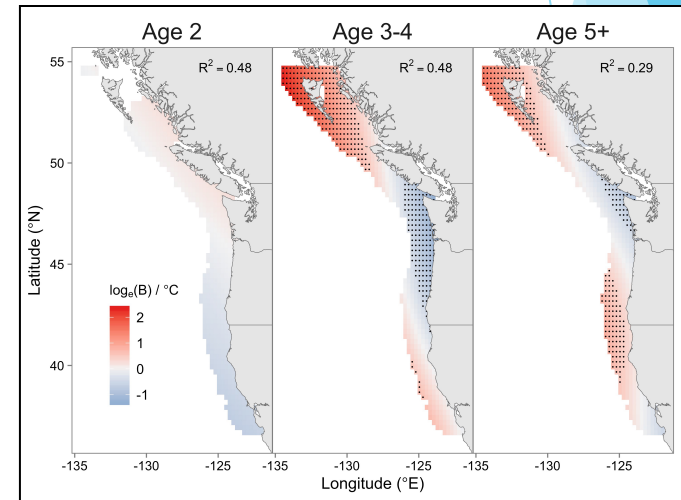 Age 2 Age 3-4 Age 5+
R² = 0.48 R² = 0.48 R² = 0.29
55
50
45
40
Latitude (°N)
logₑ(B) / °C
2
1
0
-1
-135 -130 -125 -135 -130 -125 -135 -130 -125
Longitude (°E)